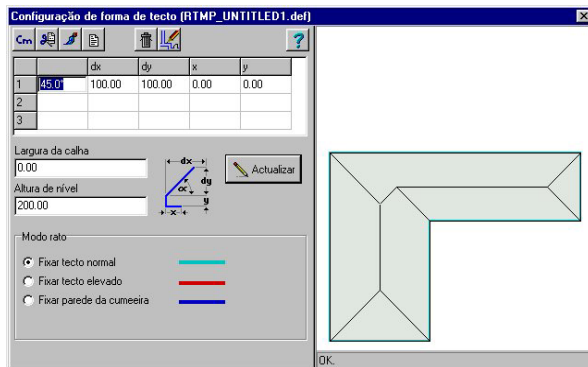 Configuração de forma de tecto (RTMP_UNTITLED1.def)
Cm ?
dx dy x y
1 45.0° 100.00 100.00 0.00 0.00
2
3
Largura da calha
0.00
Altura de nível
200.00
dx
dy
α
y
x
Actualizar
Modo rato
Fixar tecto normal
Fixar tecto elevado
Fixar parede da cumeeira
OK.